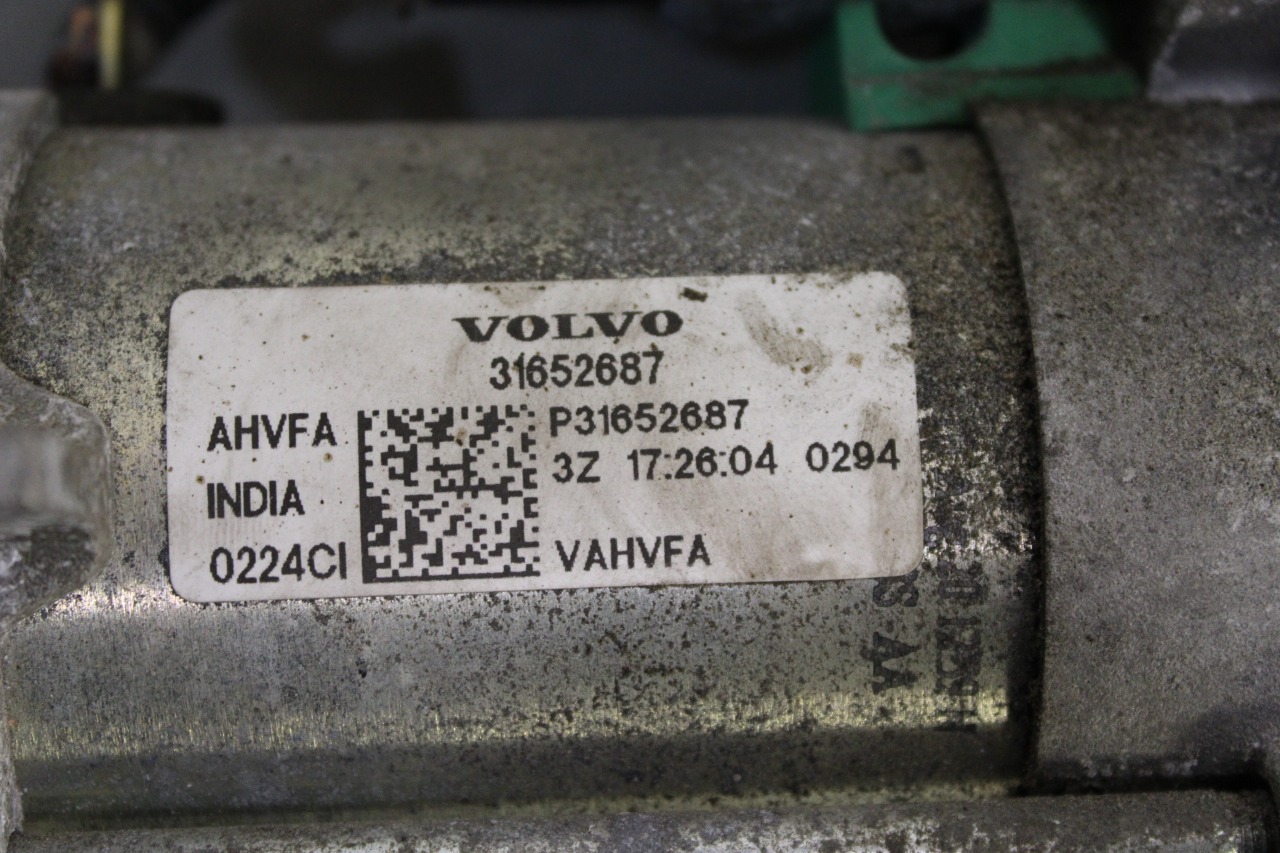 VOLVO
31652687
AHVFA
P31652687
3Z 17:26:04 0294
INDIA
0224CI
VAHVFA